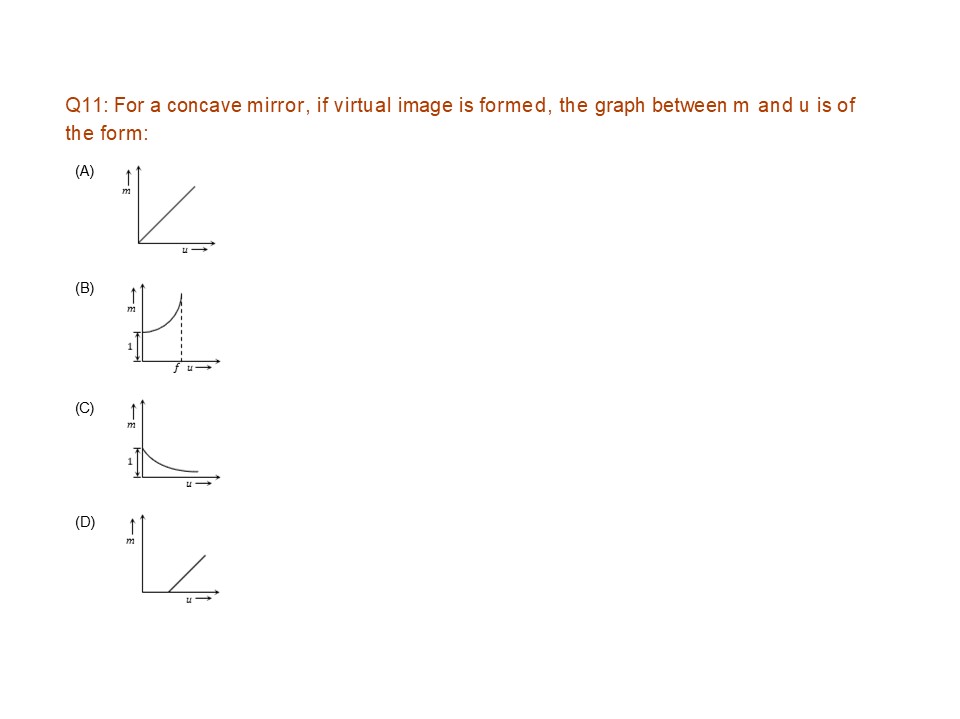 Q11: For a concave mirror, if virtual image is formed, the graph between m and u is of
the form:
(A)
m
u
(B)
m
1
f u
(C)
m
1
u
(D)
m
u